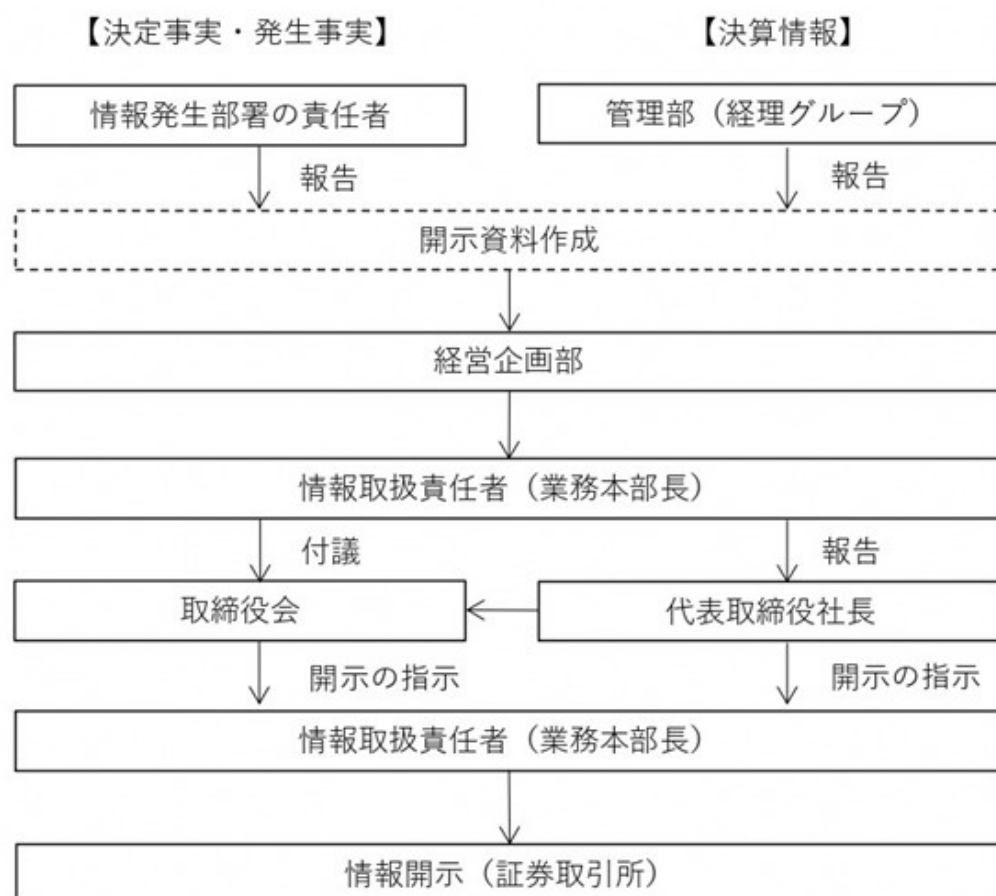 【決定事実・発生事実】
【決算情報】
情報発生部署の責任者
管理部（経理グループ）
報告
報告
開示資料作成
経営企画部
情報取扱責任者（業務本部長）
付議
報告
取締役会
代表取締役社長
開示の指示
開示の指示
情報取扱責任者（業務本部長）
情報開示（証券取引所）